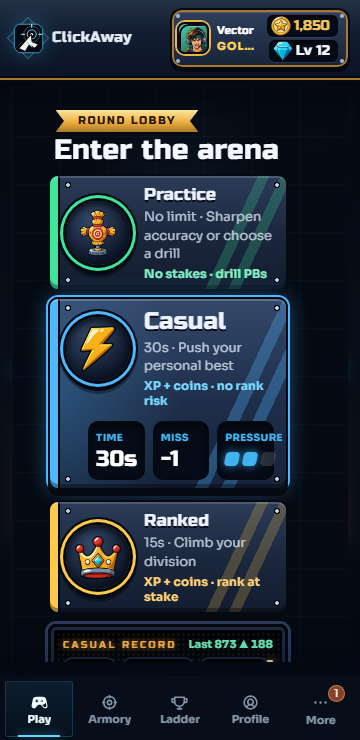 ClickAway
Vector
GOL...
1,850
Lv 12
ROUND LOBBY
Enter the arena
Practice
No limit · Sharpen
accuracy or choose
a drill
No stakes · drill PBs
Casual
30s · Push your
personal best
XP + coins · no rank
risk
TIME
30s
MISS
-1
PRESSURE
Ranked
15s · Climb your
division
XP + coins · rank at
stake
CASUAL RECORD
Last 873 ▲ 188
Play
Armory
Ladder
Profile
1
More